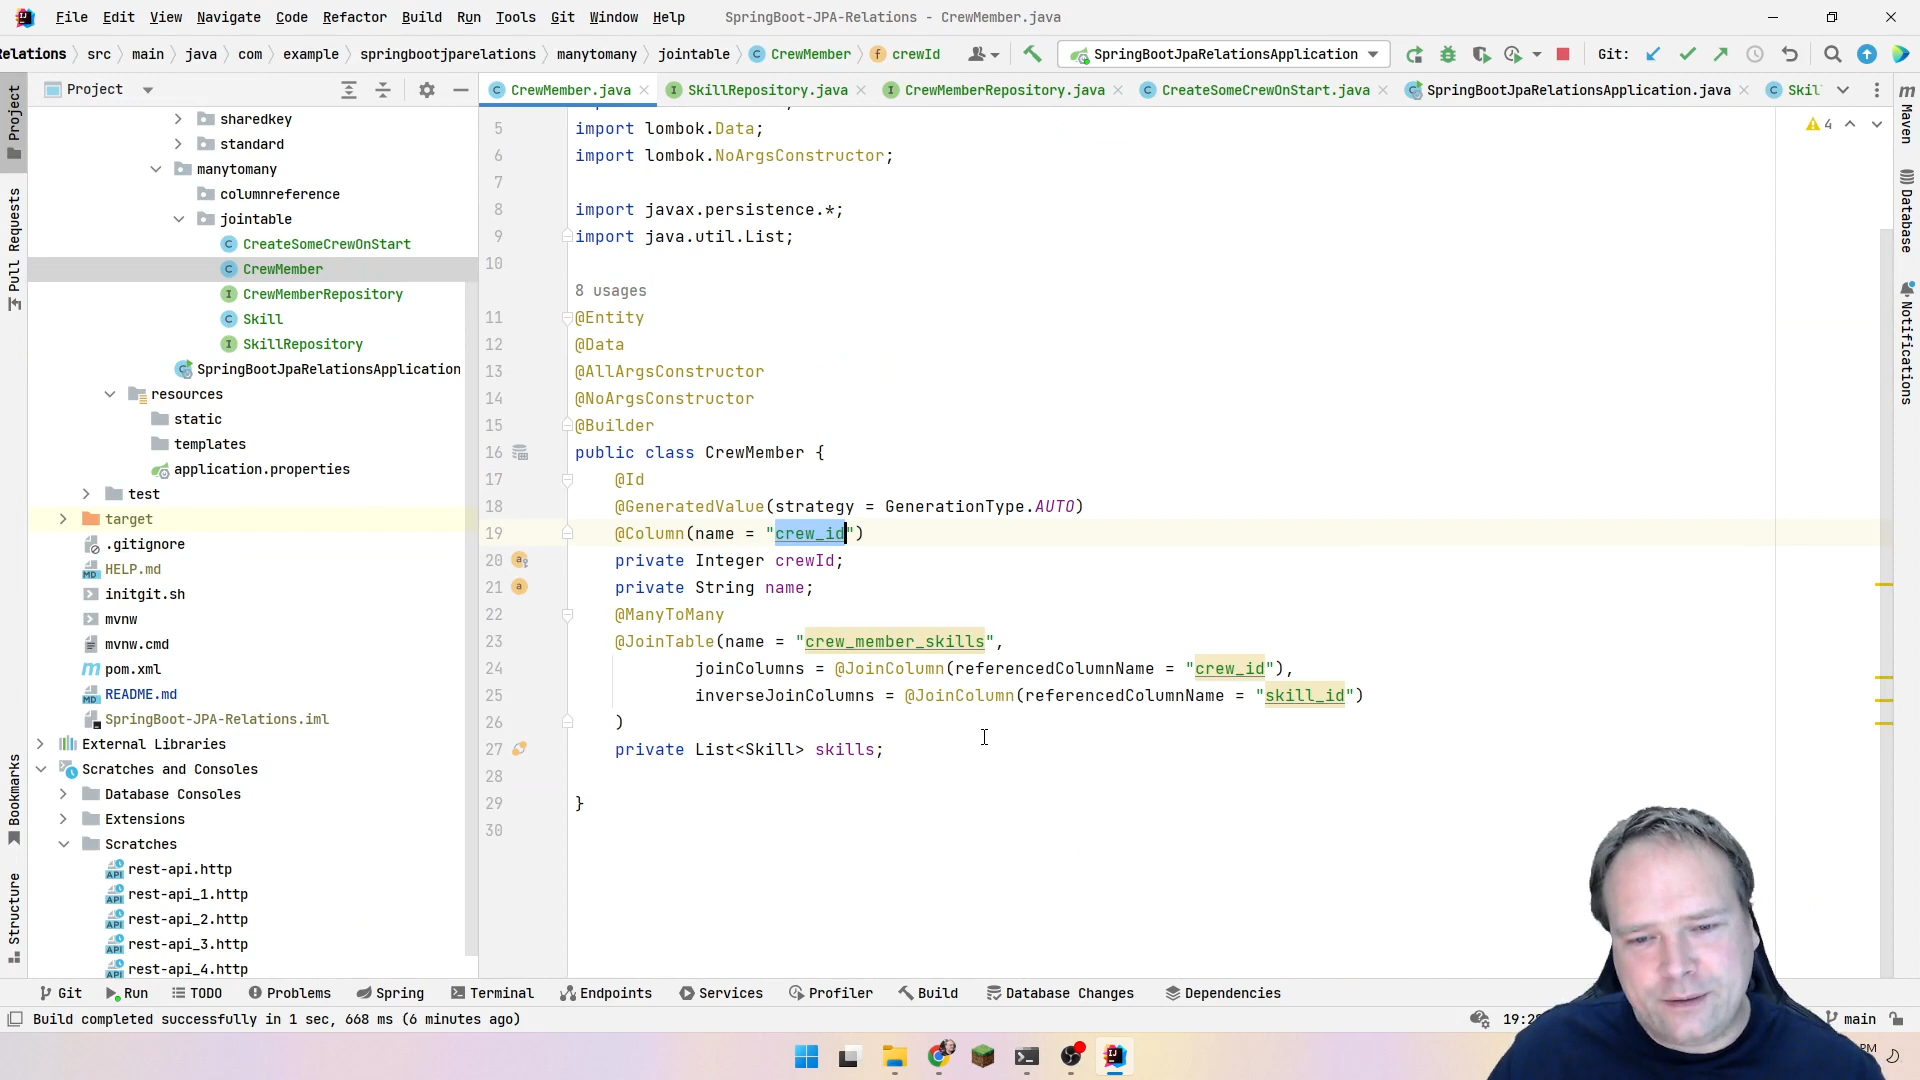 File Edit View Navigate Code Refactor Build Run Tools Git Window Help SpringBoot-JPA-Relations - CrewMember.java
Relations src main java com example springbootjparelations manytomany jointable CrewMember crewId SpringBootJpaRelationsApplication Git:
Project CrewMember.java SkillRepository.java CrewMemberRepository.java CreateSomeCrewOnStart.java SpringBootJpaRelationsApplication.java Skil
Project
Pull Requests
Bookmarks
Structure
sharedkey
standard
manytomany
columnreference
jointable
CreateSomeCrewOnStart
CrewMember
CrewMemberRepository
Skill
SkillRepository
SpringBootJpaRelationsApplication
resources
static
templates
application.properties
test
target
.gitignore
HELP.md
initgit.sh
mvnw
mvnw.cmd
pom.xml
README.md
SpringBoot-JPA-Relations.iml
External Libraries
Scratches and Consoles
Database Consoles
Extensions
Scratches
rest-api.http
rest-api_1.http
rest-api_2.http
rest-api_3.http
rest-api_4.http
4
5 import lombok.Data;
6 import lombok.NoArgsConstructor;
7
8 import javax.persistence.*;
9 import java.util.List;
10
8 usages
11 @Entity
12 @Data
13 @AllArgsConstructor
14 @NoArgsConstructor
15 @Builder
16 public class CrewMember {
17 @Id
18 @GeneratedValue(strategy = GenerationType.AUTO)
19 @Column(name = "crew_id")
20 private Integer crewId;
21 private String name;
22 @ManyToMany
23 @JoinTable(name = "crew_member_skills",
24 joinColumns = @JoinColumn(referencedColumnName = "crew_id"),
25 inverseJoinColumns = @JoinColumn(referencedColumnName = "skill_id")
26 )
27 private List<Skill> skills;
28
29 }
30
Maven
Database
Notifications
Git Run TODO Problems Spring Terminal Endpoints Services Profiler Build Database Changes Dependencies
Build completed successfully in 1 sec, 668 ms (6 minutes ago) main
PM